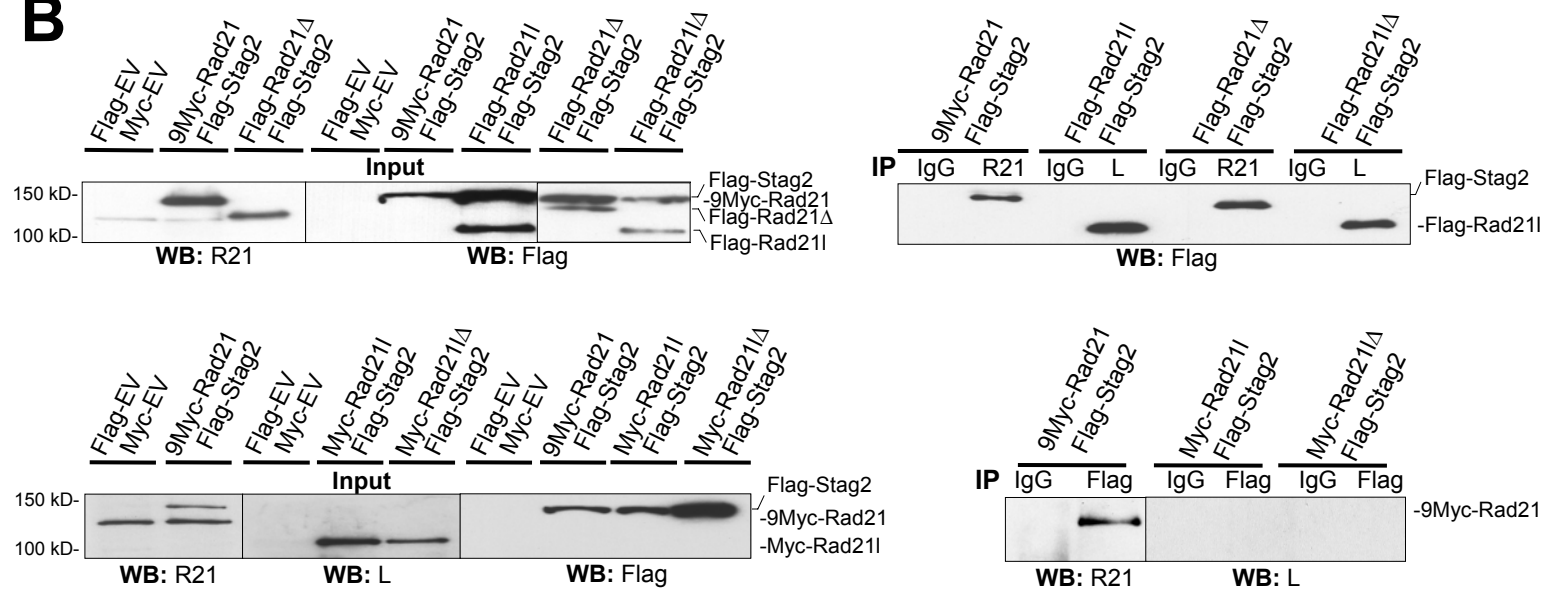 B
Flag-EV
Myc-EV
9Myc-Rad21
Flag-Stag2
Flag-Rad21Δ
Flag-Stag2
Flag-EV
Myc-EV
9Myc-Rad21
Flag-Stag2
Flag-Rad21l
Flag-Stag2
Flag-Rad21Δ
Flag-Stag2
Flag-Rad21lΔ
Flag-Stag2
Input
150 kD-
100 kD-
Flag-Stag2
-9Myc-Rad21
Flag-Rad21Δ
Flag-Rad21l
WB: R21
WB: Flag
9Myc-Rad21
Flag-Stag2
Flag-Rad21l
Flag-Stag2
Flag-Rad21Δ
Flag-Stag2
Flag-Rad21lΔ
Flag-Stag2
IP IgG R21 IgG L IgG R21 IgG L
Flag-Stag2
-Flag-Rad21l
WB: Flag
Flag-EV
Myc-EV
9Myc-Rad21
Flag-Stag2
Flag-EV
Myc-EV
Myc-Rad21l
Flag-Stag2
Myc-Rad21lΔ
Flag-Stag2
Flag-EV
Myc-EV
9Myc-Rad21
Flag-Stag2
Myc-Rad21l
Flag-Stag2
Myc-Rad21lΔ
Flag-Stag2
Input
150 kD-
100 kD-
Flag-Stag2
-9Myc-Rad21
-Myc-Rad21l
WB: R21
WB: L
WB: Flag
9Myc-Rad21
Flag-Stag2
Myc-Rad21l
Flag-Stag2
Myc-Rad21lΔ
Flag-Stag2
IP IgG Flag IgG Flag IgG Flag
-9Myc-Rad21
WB: R21
WB: L